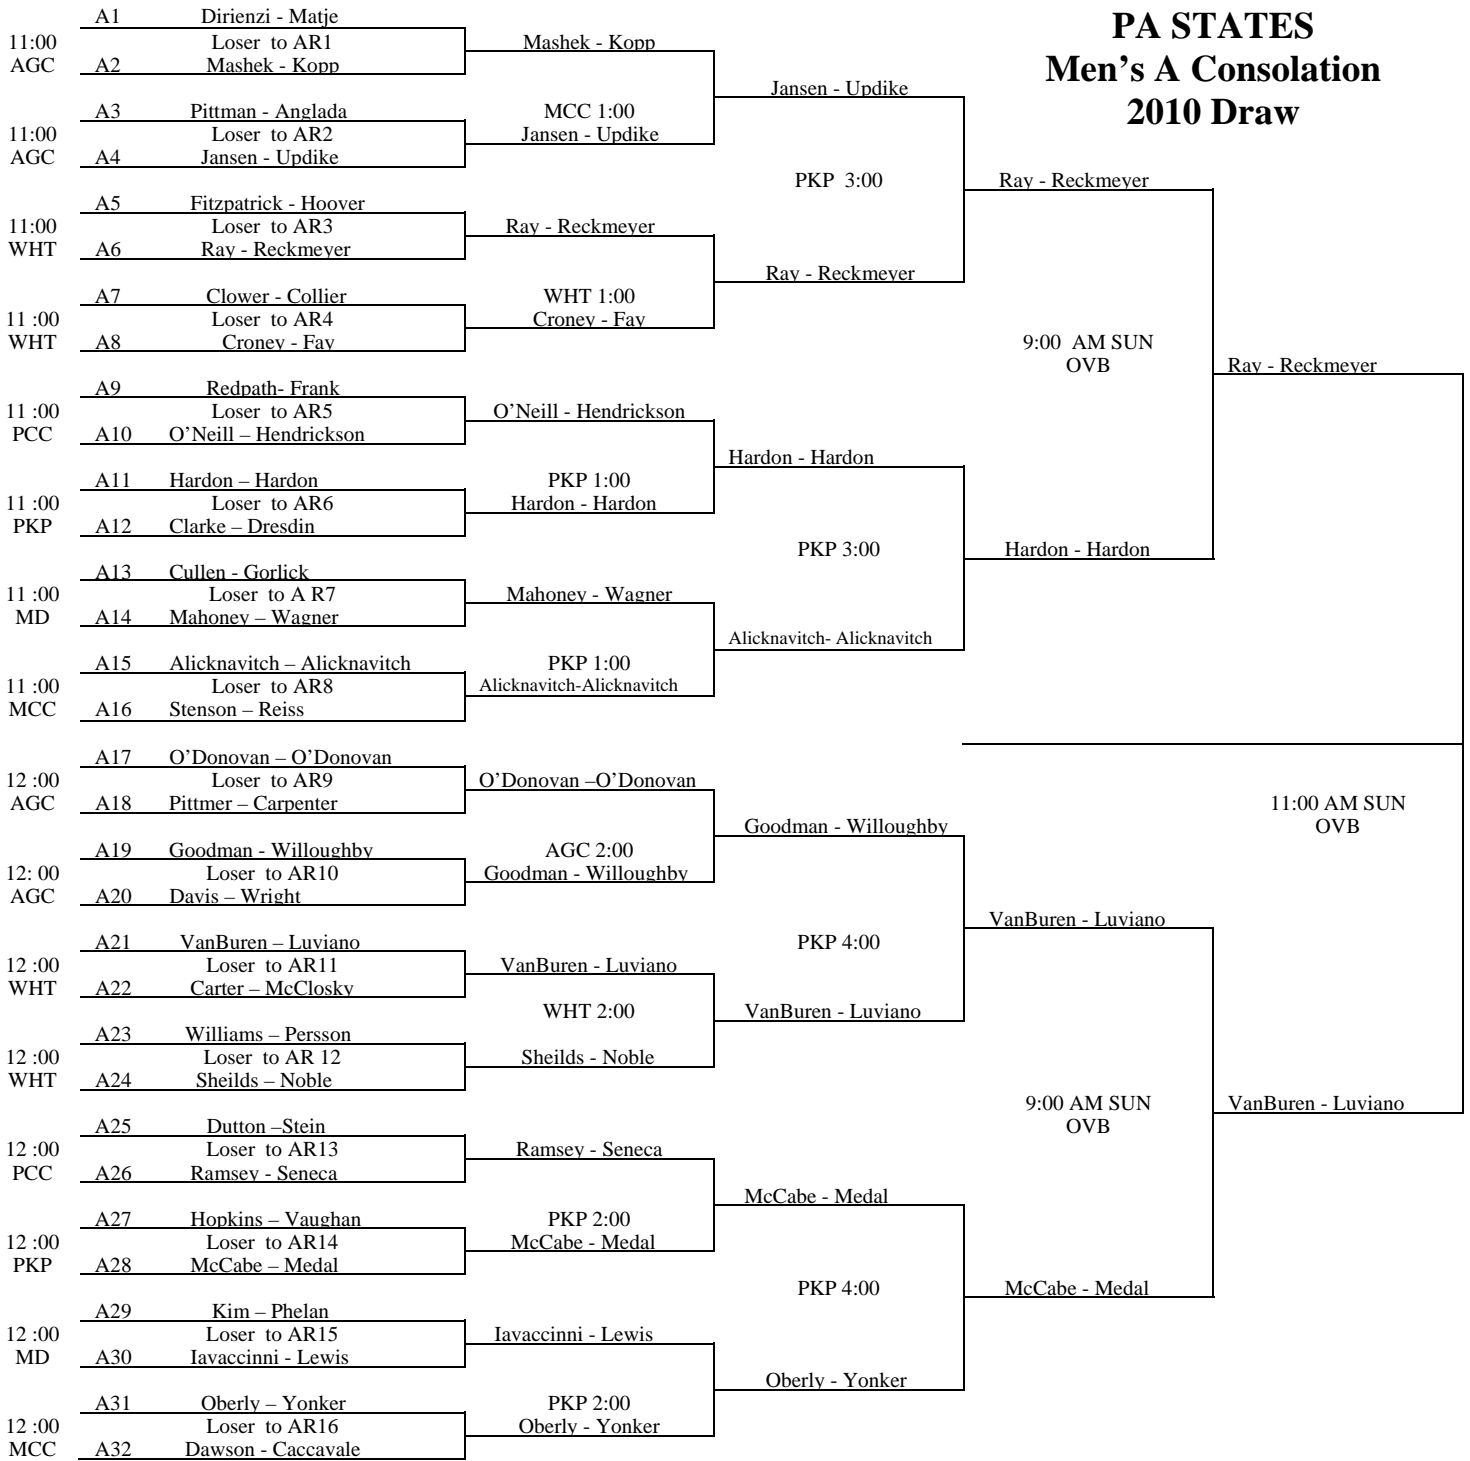 PA STATES
Men's A Consolation
2010 Draw
A1 Dirienzi - Matje
11:00 Loser to AR1
AGC A2 Mashek - Kopp
A3 Pittman - Anglada
11:00 Loser to AR2
AGC A4 Jansen - Updike
A5 Fitzpatrick - Hoover
11:00 Loser to AR3
WHT A6 Ray - Reckmeyer
A7 Clower - Collier
11 :00 Loser to AR4
WHT A8 Croney - Fay
A9 Redpath- Frank
11 :00 Loser to AR5
PCC A10 O’Neill – Hendrickson
A11 Hardon – Hardon
11 :00 Loser to AR6
PKP A12 Clarke – Dresdin
A13 Cullen - Gorlick
11 :00 Loser to A R7
MD A14 Mahoney – Wagner
A15 Alicknavitch – Alicknavitch
11 :00 Loser to AR8
MCC A16 Stenson – Reiss
A17 O’Donovan – O’Donovan
12 :00 Loser to AR9
AGC A18 Pittmer – Carpenter
A19 Goodman - Willoughby
12: 00 Loser to AR10
AGC A20 Davis – Wright
A21 VanBuren – Luviano
12 :00 Loser to AR11
WHT A22 Carter – McClosky
A23 Williams – Persson
12 :00 Loser to AR 12
WHT A24 Sheilds – Noble
A25 Dutton –Stein
12 :00 Loser to AR13
PCC A26 Ramsey - Seneca
A27 Hopkins – Vaughan
12 :00 Loser to AR14
PKP A28 McCabe – Medal
A29 Kim – Phelan
12 :00 Loser to AR15
MD A30 Iavaccinni - Lewis
A31 Oberly – Yonker
12 :00 Loser to AR16
MCC A32 Dawson - Caccavale
Mashek - Kopp
MCC 1:00
Jansen - Updike
Ray - Reckmeyer
WHT 1:00
Croney - Fay
O’Neill - Hendrickson
PKP 1:00
Hardon - Hardon
Mahoney - Wagner
PKP 1:00
Alicknavitch-Alicknavitch
O’Donovan –O’Donovan
AGC 2:00
Goodman - Willoughby
VanBuren - Luviano
WHT 2:00
Sheilds - Noble
Ramsey - Seneca
PKP 2:00
McCabe - Medal
Iavaccinni - Lewis
PKP 2:00
Oberly - Yonker
Jansen - Updike
PKP 3:00
Ray - Reckmeyer
Hardon - Hardon
PKP 3:00
Alicknavitch- Alicknavitch
Goodman - Willoughby
PKP 4:00
VanBuren - Luviano
McCabe - Medal
PKP 4:00
Oberly - Yonker
Ray - Reckmeyer
9:00 AM SUN
OVB
Hardon - Hardon
VanBuren - Luviano
9:00 AM SUN
OVB
McCabe - Medal
Ray - Reckmeyer
11:00 AM SUN
OVB
VanBuren - Luviano